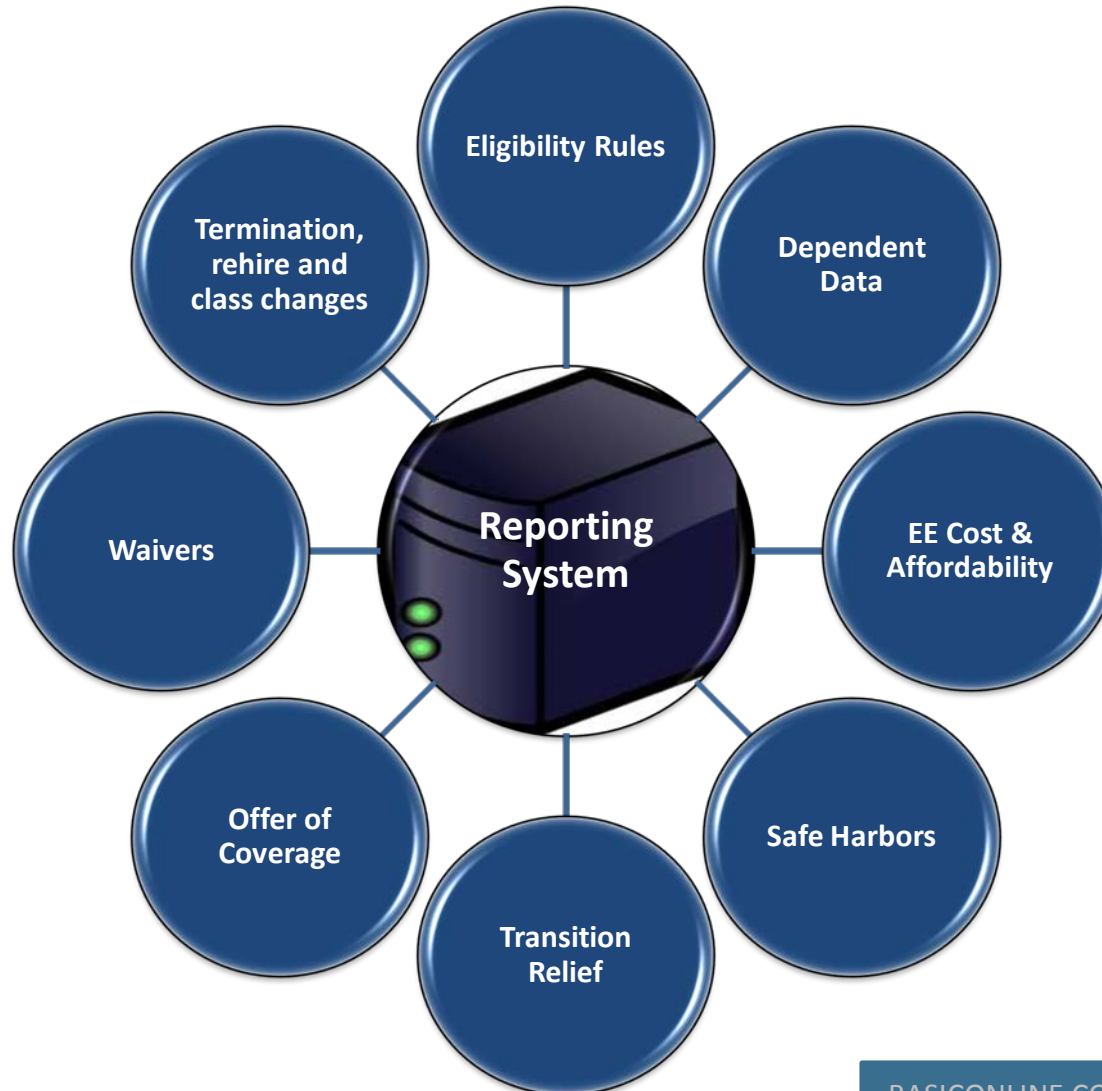 Eligibility Rules
Dependent
Data
EE Cost &
Affordability
Safe Harbors
Transition
Relief
Offer of
Coverage
Waivers
Termination,
rehire and
class changes
Reporting
System